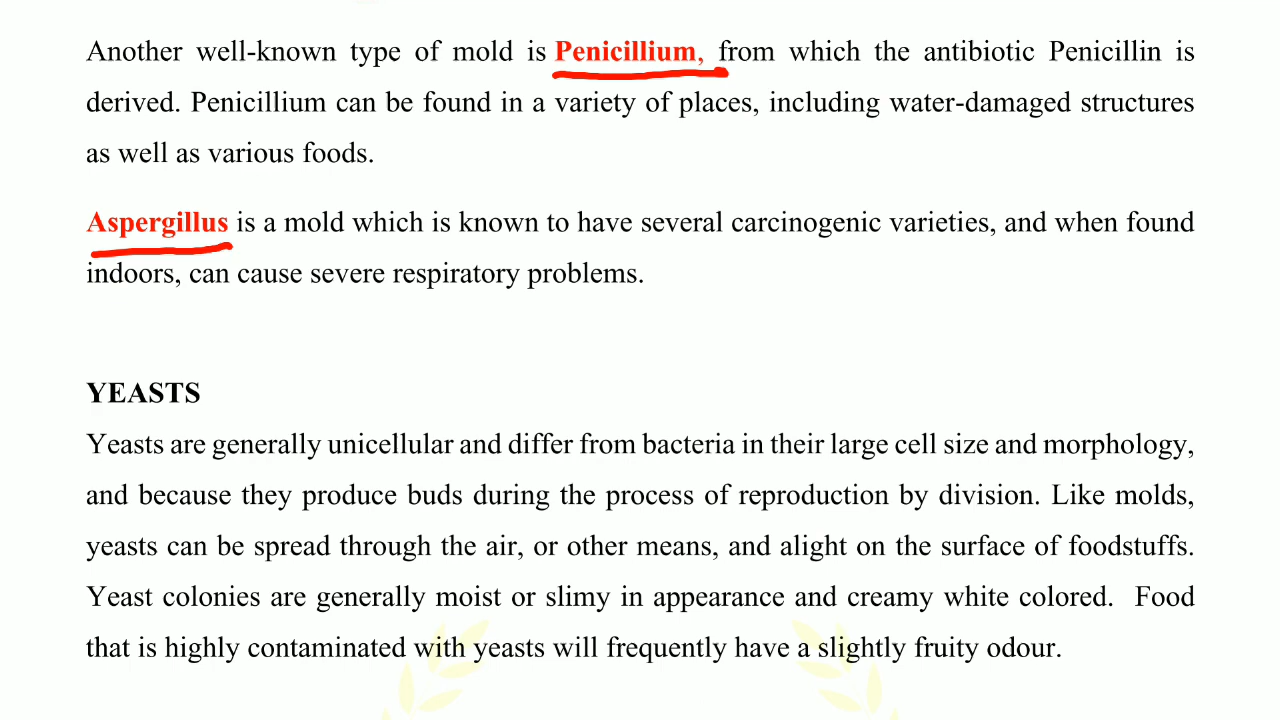 Another well-known type of mold is Penicillium, from which the antibiotic Penicillin is
derived. Penicillium can be found in a variety of places, including water-damaged structures
as well as various foods.
Aspergillus is a mold which is known to have several carcinogenic varieties, and when found
indoors, can cause severe respiratory problems.
YEASTS
Yeasts are generally unicellular and differ from bacteria in their large cell size and morphology,
and because they produce buds during the process of reproduction by division. Like molds,
yeasts can be spread through the air, or other means, and alight on the surface of foodstuffs.
Yeast colonies are generally moist or slimy in appearance and creamy white colored. Food
that is highly contaminated with yeasts will frequently have a slightly fruity odour.